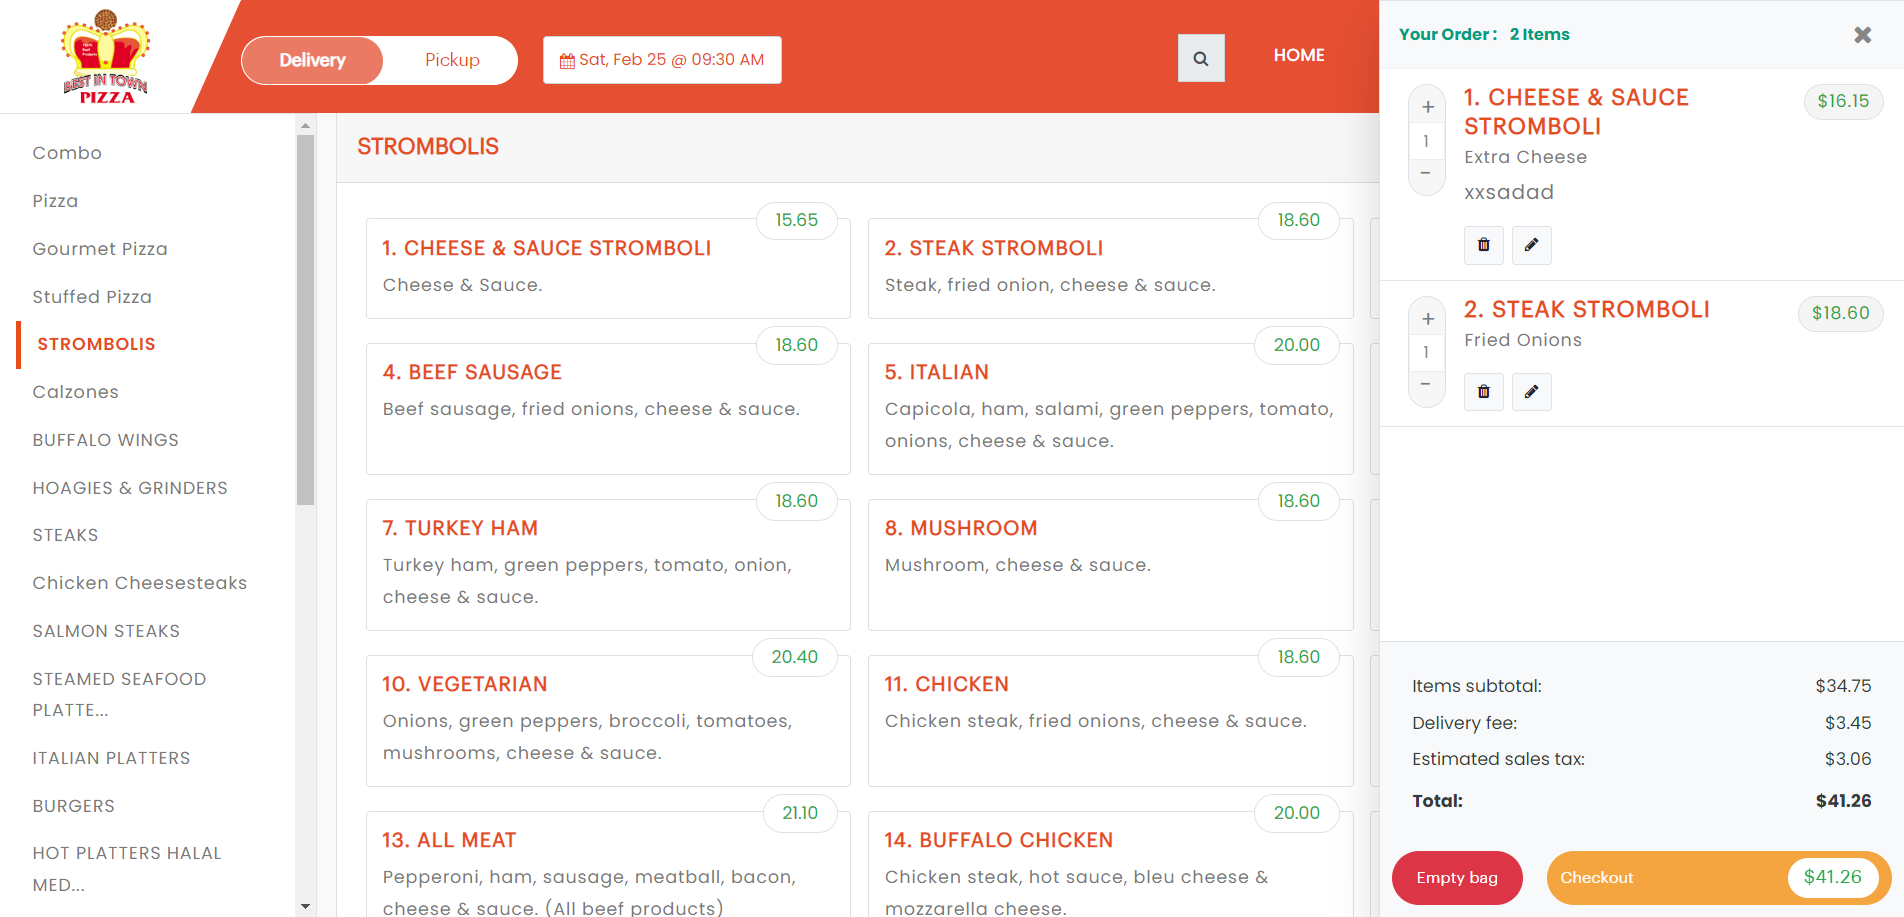 BEST IN TOWN
PIZZA
Delivery
Pickup
Sat, Feb 25 @ 09:30 AM
HOME
Combo
Pizza
Gourmet Pizza
Stuffed Pizza
STROMBOLIS
Calzones
BUFFALO WINGS
HOAGIES & GRINDERS
STEAKS
Chicken Cheesesteaks
SALMON STEAKS
STEAMED SEAFOOD
PLATTE...
ITALIAN PLATTERS
BURGERS
HOT PLATTERS HALAL
MED...
STROMBOLIS
15.65
1. CHEESE & SAUCE STROMBOLI
Cheese & Sauce.
18.60
2. STEAK STROMBOLI
Steak, fried onion, cheese & sauce.
18.60
4. BEEF SAUSAGE
Beef sausage, fried onions, cheese & sauce.
20.00
5. ITALIAN
Capicola, ham, salami, green peppers, tomato,
onions, cheese & sauce.
18.60
7. TURKEY HAM
Turkey ham, green peppers, tomato, onion,
cheese & sauce.
18.60
8. MUSHROOM
Mushroom, cheese & sauce.
20.40
10. VEGETARIAN
Onions, green peppers, broccoli, tomatoes,
mushrooms, cheese & sauce.
18.60
11. CHICKEN
Chicken steak, fried onions, cheese & sauce.
21.10
13. ALL MEAT
Pepperoni, ham, sausage, meatball, bacon,
cheese & sauce. (All beef products)
20.00
14. BUFFALO CHICKEN
Chicken steak, hot sauce, bleu cheese &
mozzarella cheese.
Your Order : 2 Items
+
1
−
1. CHEESE & SAUCE
STROMBOLI
$16.15
Extra Cheese
xxsadad
+
1
−
2. STEAK STROMBOLI
$18.60
Fried Onions
Items subtotal: $34.75
Delivery fee: $3.45
Estimated sales tax: $3.06
Total: $41.26
Empty bag
Checkout $41.26